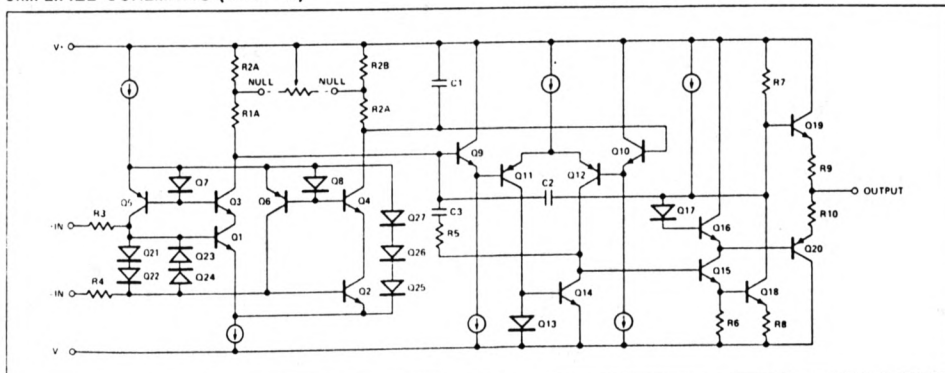 V+
R2A
NULL
NULL
R2B
C1
R7
R1A
R2A
Q19
Q9
Q10
Q11
Q12
R9
Q7
Q8
C2
OUTPUT
Q5
Q3
Q6
Q4
C3
Q17
R10
R3
-IN
Q27
R5
Q16
Q20
Q1
Q21
Q23
Q26
Q15
Q22
Q24
Q14
Q18
-IN
R4
Q2
Q25
Q13
R6
R8
V-